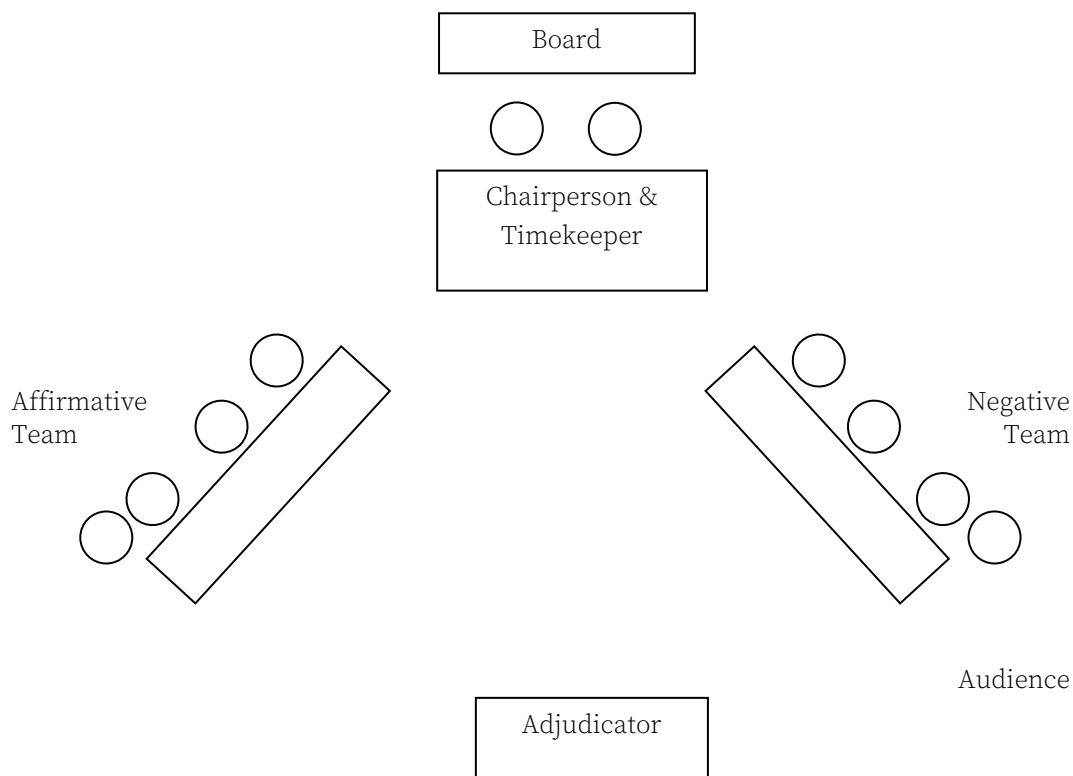 Board
Chairperson &
Timekeeper
Affirmative
Team
Negative
Team
Audience
Adjudicator